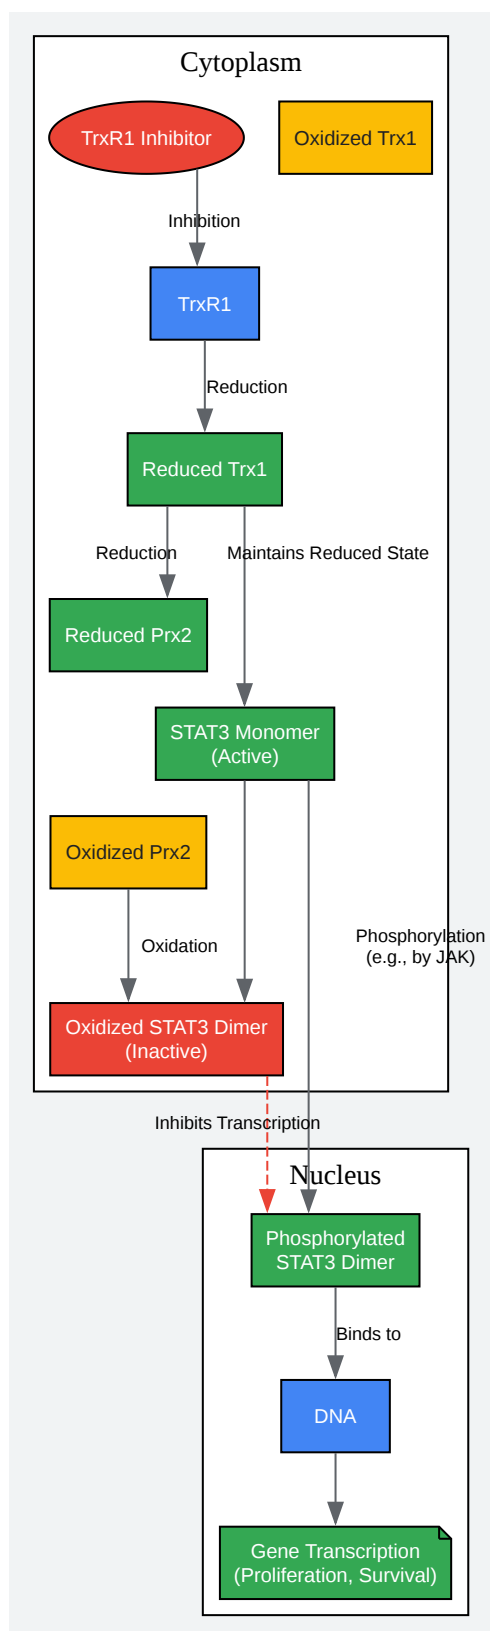 Cytoplasm
TrxR1 Inhibitor
Oxidized Trx1
Inhibition
TrxR1
Reduction
Reduced Trx1
Reduction
Maintains Reduced State
Reduced Prx2
STAT3 Monomer
(Active)
Oxidized Prx2
Oxidation
Phosphorylation
(e.g., by JAK)
Oxidized STAT3 Dimer
(Inactive)
Inhibits Transcription
Nucleus
Phosphorylated
STAT3 Dimer
Binds to
DNA
Gene Transcription
(Proliferation, Survival)